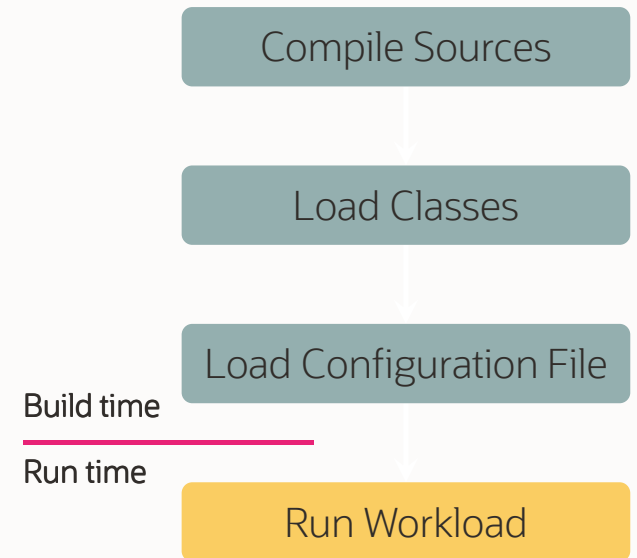 Compile Sources
Load Classes
Load Configuration File
Build time
Run time
Run Workload